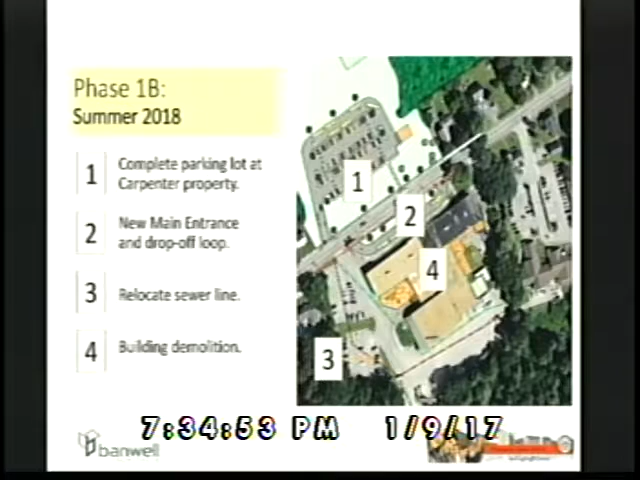 Phase 1B:
Summer 2018
1 Complete parking lot at
Carpenter property.
2 New Main Entrance
and drop-off loop.
3 Relocate sewer line.
4 Building demolition.
1
2
4
3
7:34:53 PM 1/9/17
banwell